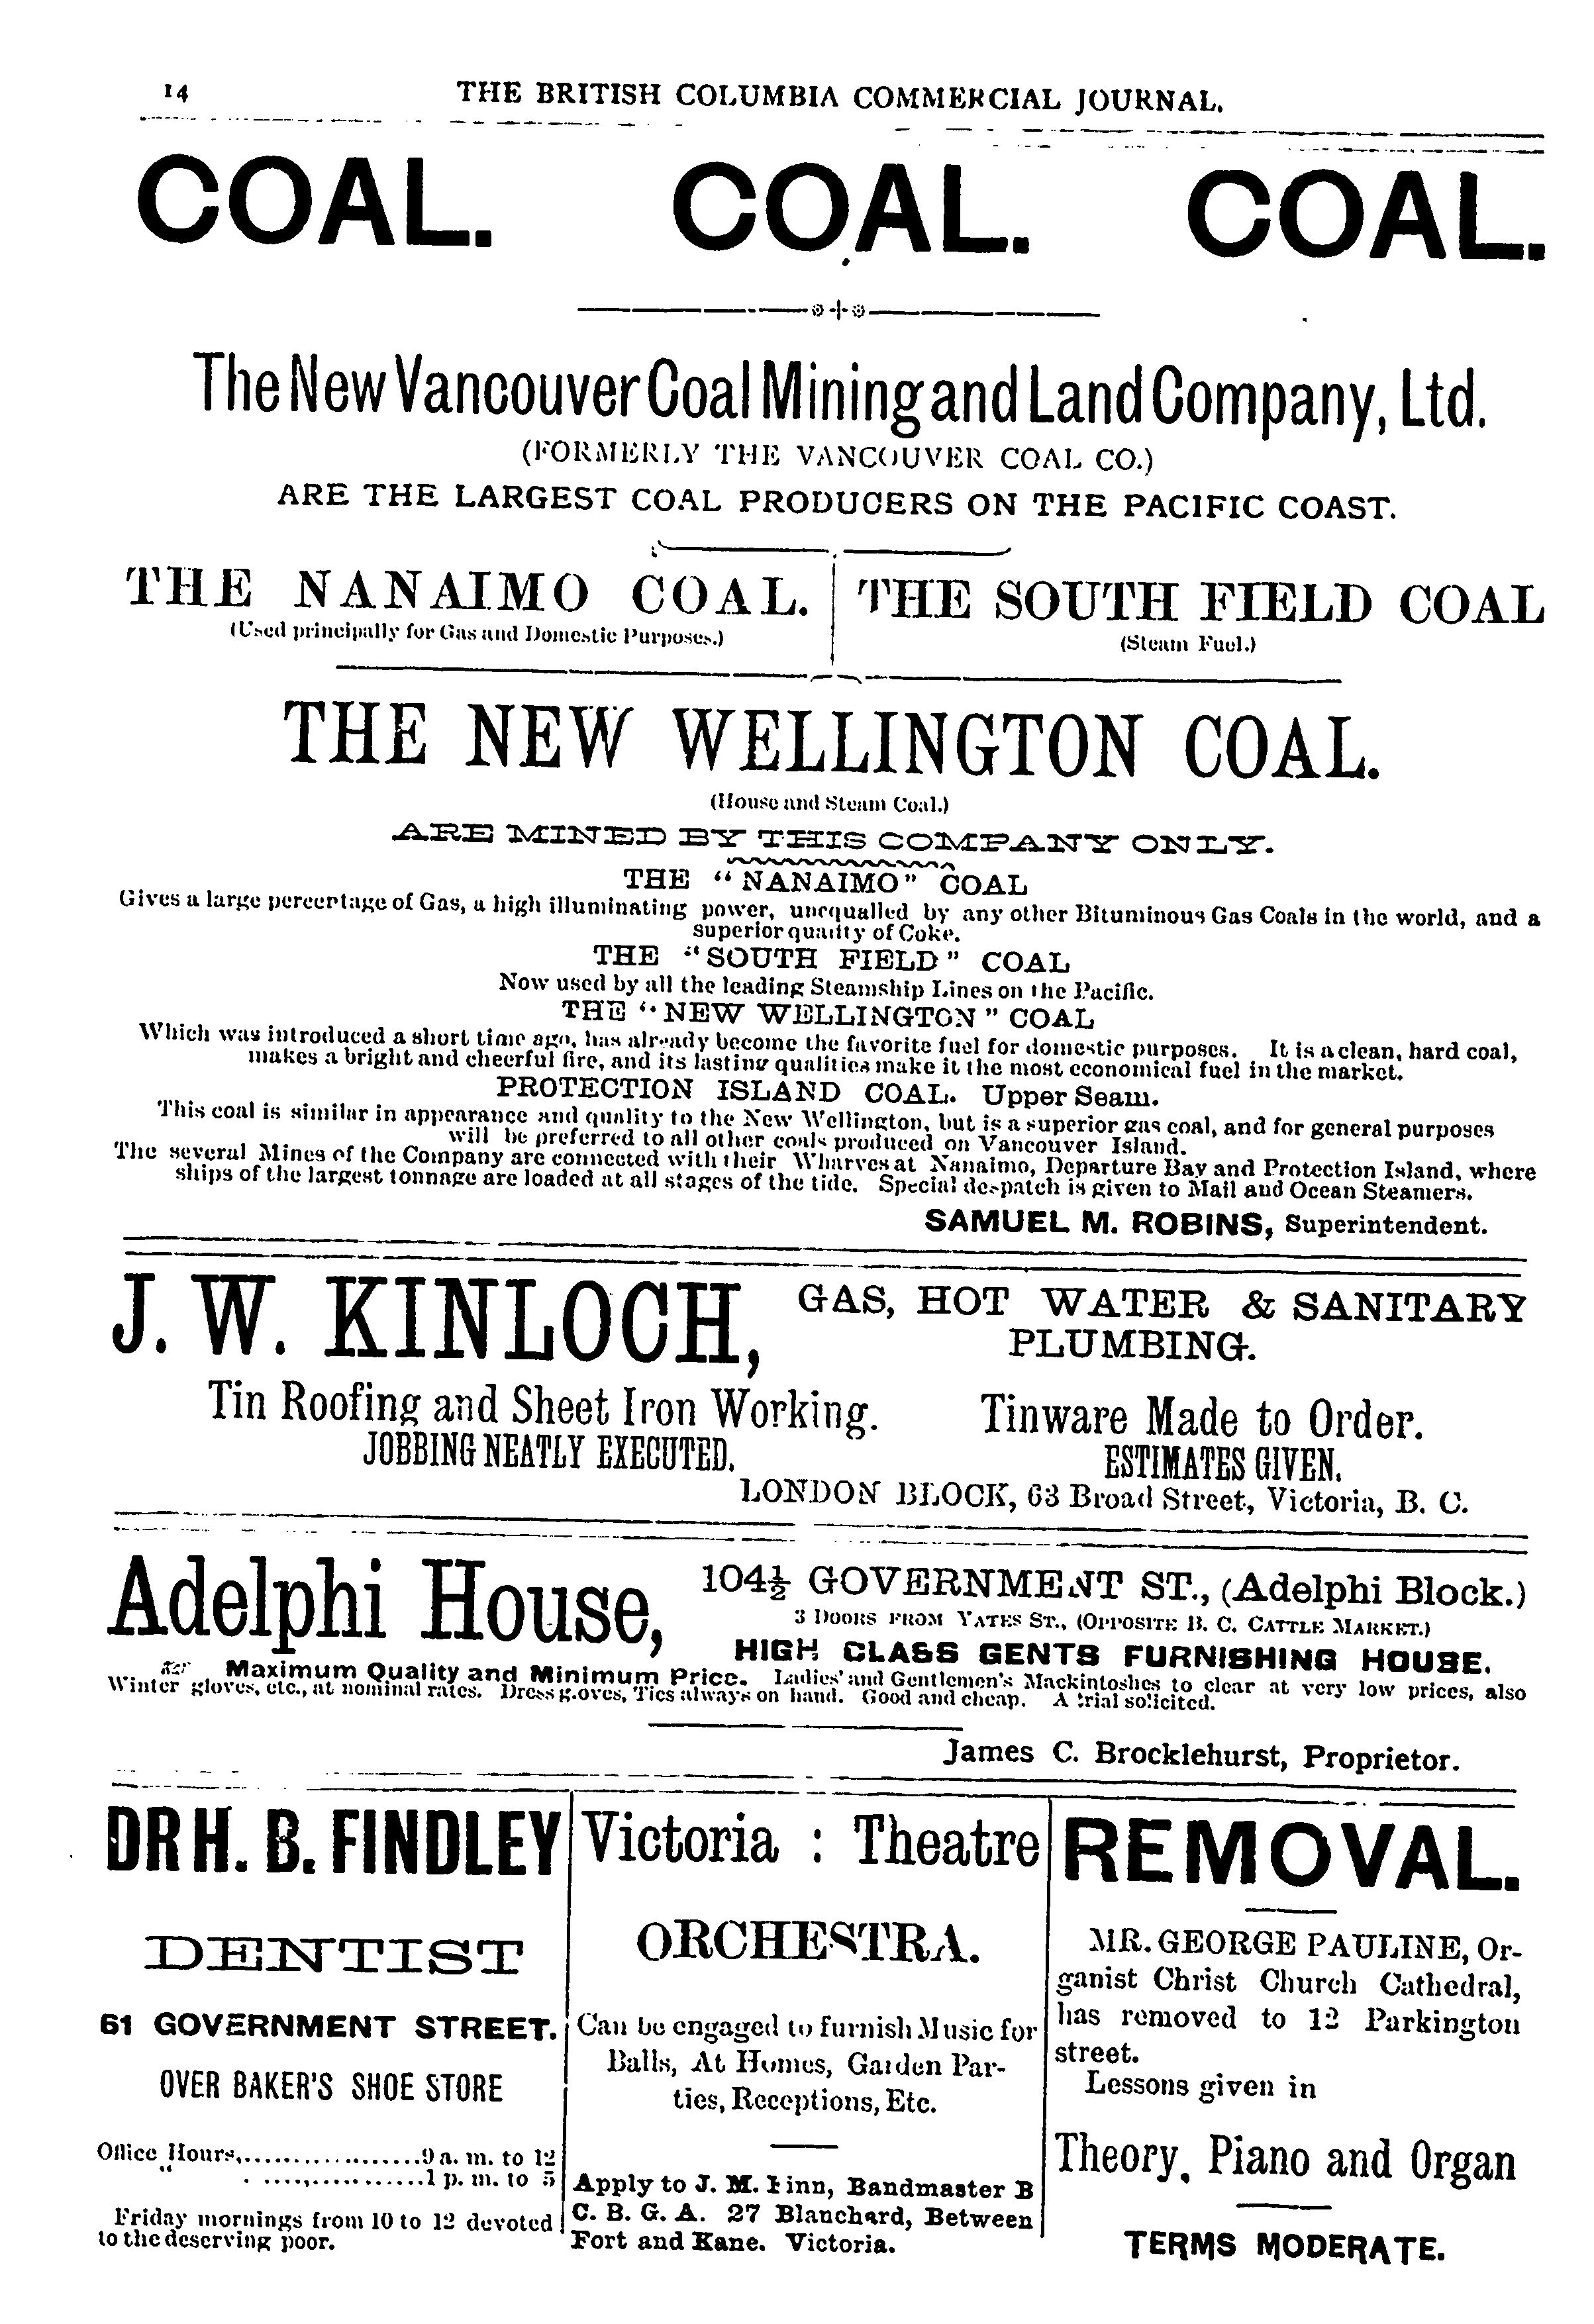 14
THE BRITISH COLUMBIA COMMERCIAL JOURNAL.
COAL. COAL. COAL.
The New Vancouver Coal Mining and Land Company, Ltd.
(FORMERLY THE VANCOUVER COAL CO.)
ARE THE LARGEST COAL PRODUCERS ON THE PACIFIC COAST.
THE NANAIMO COAL.
(Used principally for Gas and Domestic Purposes.)
THE SOUTH FIELD COAL
(Steam Fuel.)
THE NEW WELLINGTON COAL.
(House and Steam Coal.)
ARE MINED BY THIS COMPANY ONLY.
THE "NANAIMO" COAL
Gives a large percentage of Gas, a high illuminating power, unequalled by any other Bituminous Gas Coals in the world, and a
superior quality of Coke.
THE "SOUTH FIELD" COAL
Now used by all the leading Steamship Lines on the Pacific.
THE "NEW WELLINGTON" COAL
Which was introduced a short time ago, has already become the favorite fuel for domestic purposes. It is a clean, hard coal,
makes a bright and cheerful fire, and its lasting qualities make it the most economical fuel in the market.
PROTECTION ISLAND COAL. Upper Seam.
This coal is similar in appearance and quality to the New Wellington, but is a superior gas coal, and for general purposes
will be preferred to all other coals produced on Vancouver Island.
The several Mines of the Company are connected with their Wharves at Nanaimo, Departure Bay and Protection Island, where
ships of the largest tonnage are loaded at all stages of the tide. Special despatch is given to Mail and Ocean Steamers.
SAMUEL M. ROBINS, Superintendent.
J. W. KINLOCH,
GAS, HOT WATER & SANITARY
PLUMBING.
Tin Roofing and Sheet Iron Working.
JOBBING NEATLY EXECUTED.
Tinware Made to Order.
ESTIMATES GIVEN.
LONDON BLOCK, 63 Broad Street, Victoria, B. C.
Adelphi House,
104½ GOVERNMENT ST., (Adelphi Block.)
3 DOORS FROM YATES ST., (OPPOSITE B. C. CATTLE MARKET.)
HIGH CLASS GENTS FURNISHING HOUSE.
Maximum Quality and Minimum Price. Ladies' and Gentlemen's Mackintoshes to clear at very low prices, also
Winter gloves, etc., at nominal rates. Dress gloves, Ties always on hand. Good and cheap. A trial solicited.
James C. Brocklehurst, Proprietor.
DR H. B. FINDLEY
DENTIST
61 GOVERNMENT STREET.
OVER BAKER'S SHOE STORE
Office Hours,....................9 a. m. to 12
" ....................1 p. m. to 5
Friday mornings from 10 to 12 devoted
to the deserving poor.
Victoria : Theatre
ORCHESTRA.
Can be engaged to furnish Music for
Balls, At Homes, Garden Par-
ties, Receptions, Etc.
Apply to J. M. Finn, Bandmaster B
C. B. G. A. 27 Blanchard, Between
Fort and Kane. Victoria.
REMOVAL.
MR. GEORGE PAULINE, Or-
ganist Christ Church Cathedral,
has removed to 12 Parkington
street.
Lessons given in
Theory, Piano and Organ
TERMS MODERATE.